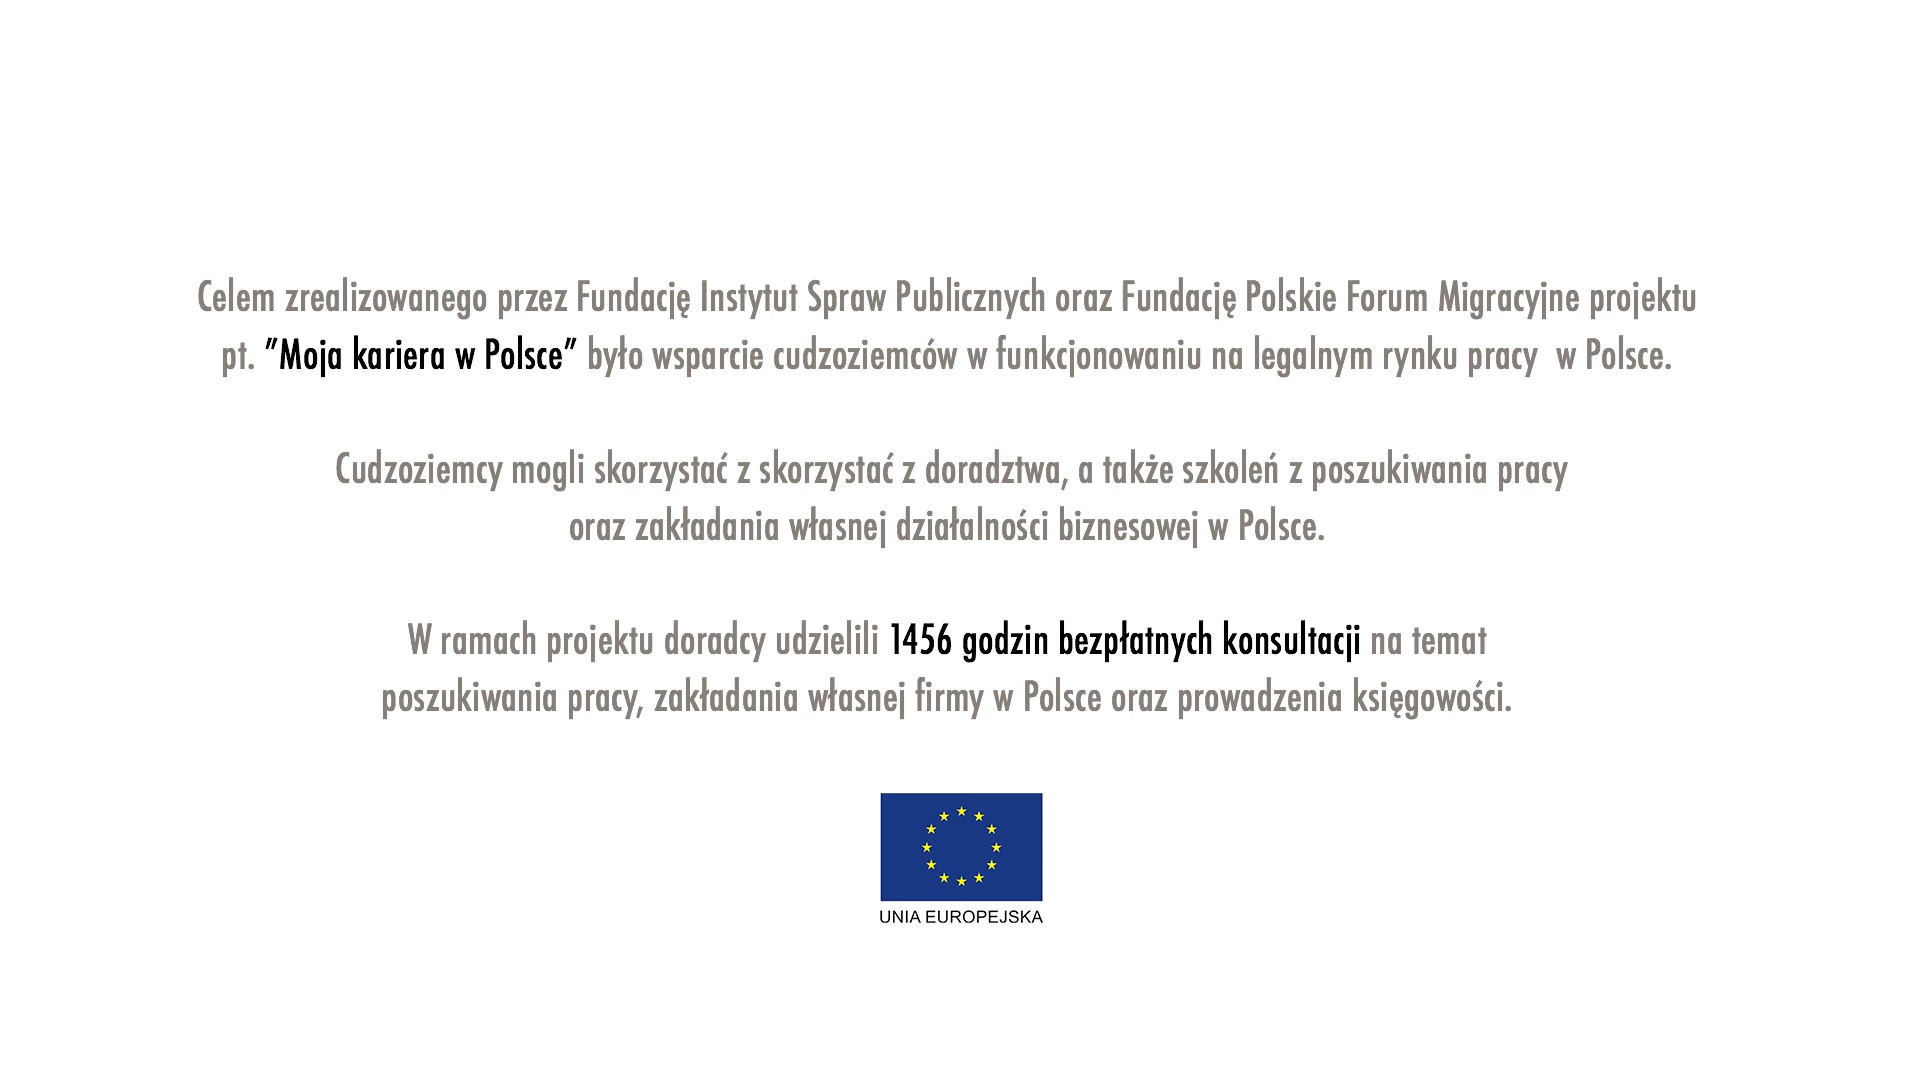 Celem zrealizowanego przez Fundację Instytut Spraw Publicznych oraz Fundację Polskie Forum Migracyjne projektu
pt. ”Moja kariera w Polsce” było wsparcie cudzoziemców w funkcjonowaniu na legalnym rynku pracy  w Polsce.
Cudzoziemcy mogli skorzystać z skorzystać z doradztwa, a także szkoleń z poszukiwania pracy
oraz zakładania własnej działalności biznesowej w Polsce.
W ramach projektu doradcy udzielili 1456 godzin bezpłatnych konsultacji na temat
poszukiwania pracy, zakładania własnej firmy w Polsce oraz prowadzenia księgowości.
UNIA EUROPEJSKA